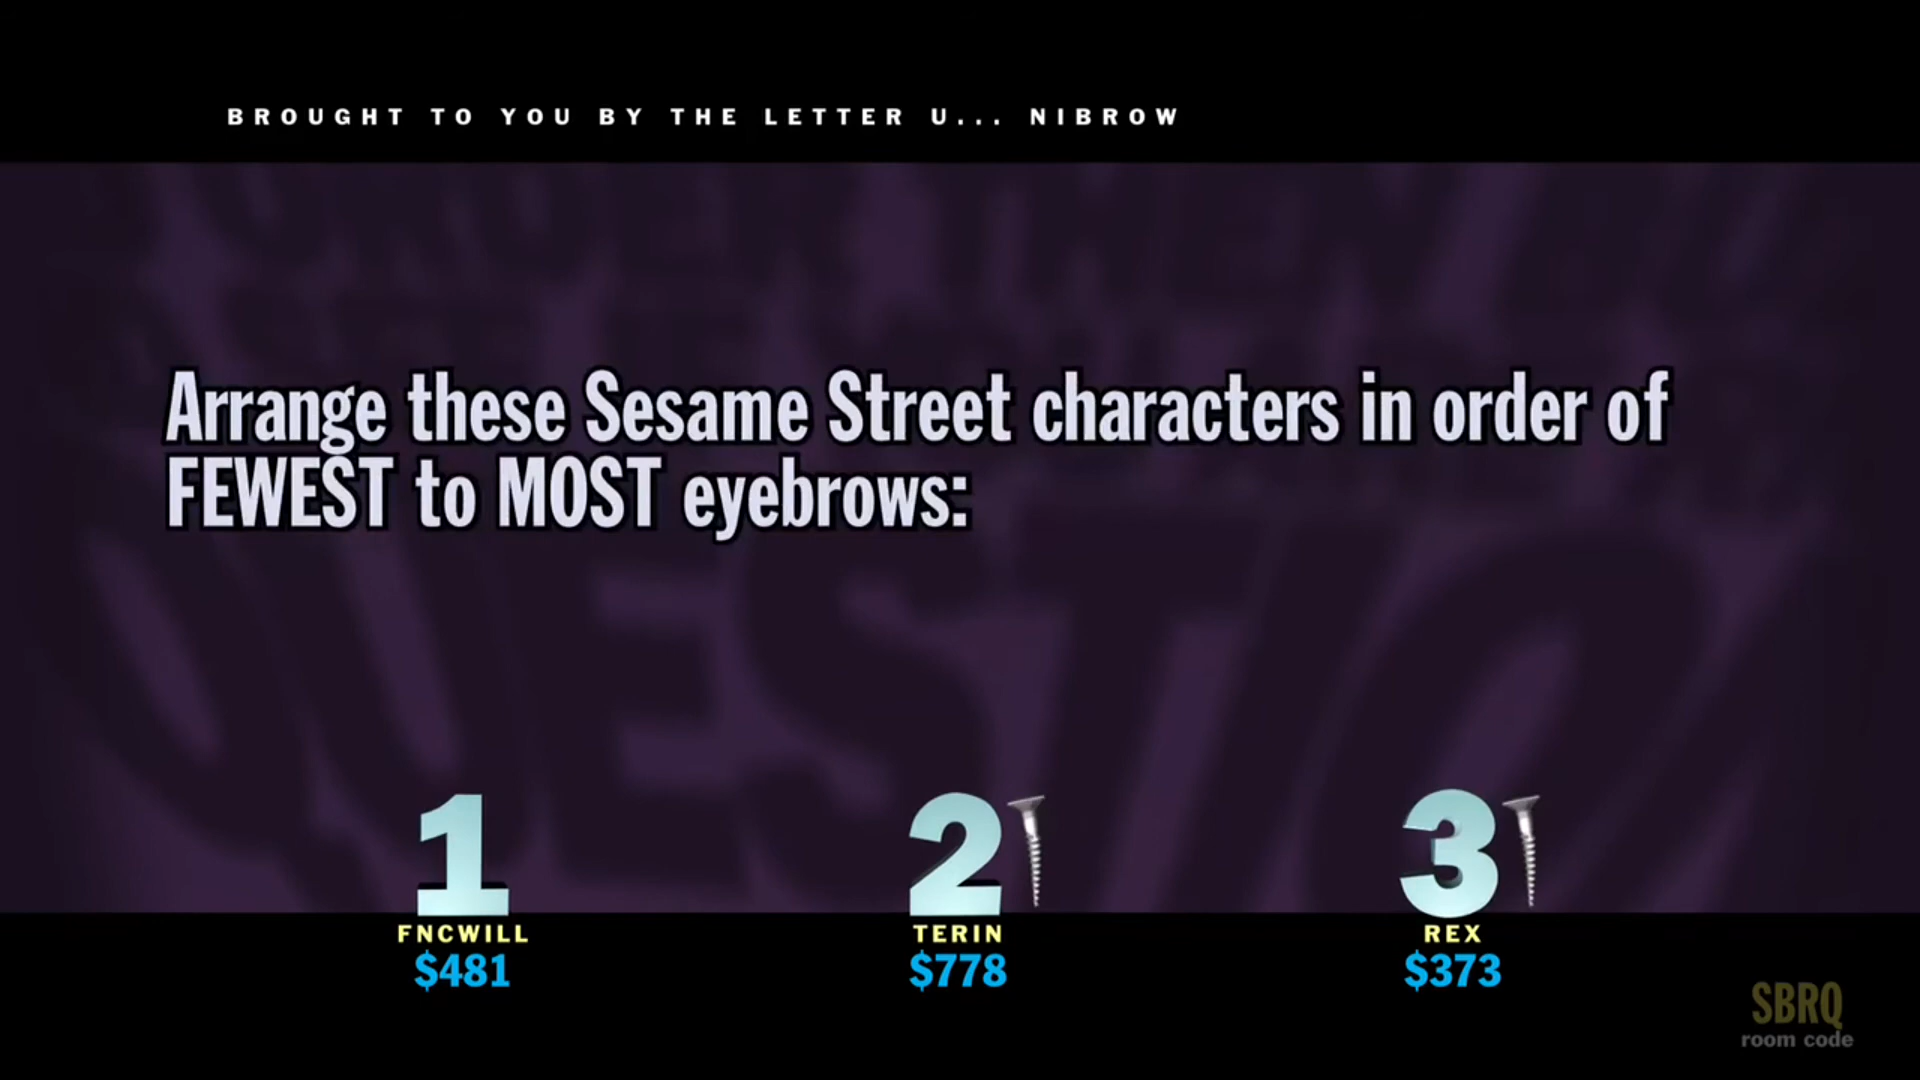 BROUGHT TO YOU BY THE LETTER U... NIBROW
Arrange these Sesame Street characters in order of
FEWEST to MOST eyebrows:
1
2
3
FNCWILL
TERIN
REX
$481
$778
$373
SBRQ
room code